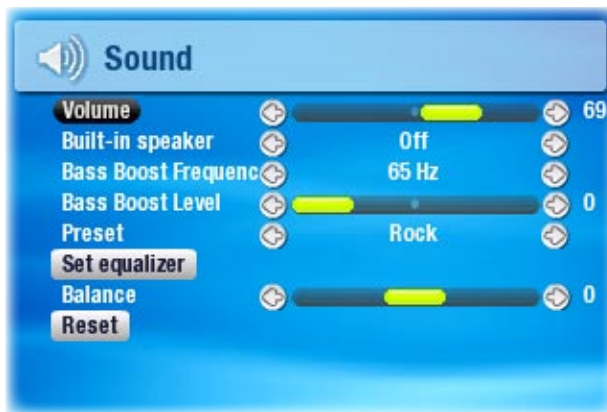 Sound
Volume 69
Built-in speaker Off
Bass Boost Frequenc 65 Hz
Bass Boost Level 0
Preset Rock
Set equalizer
Balance 0
Reset